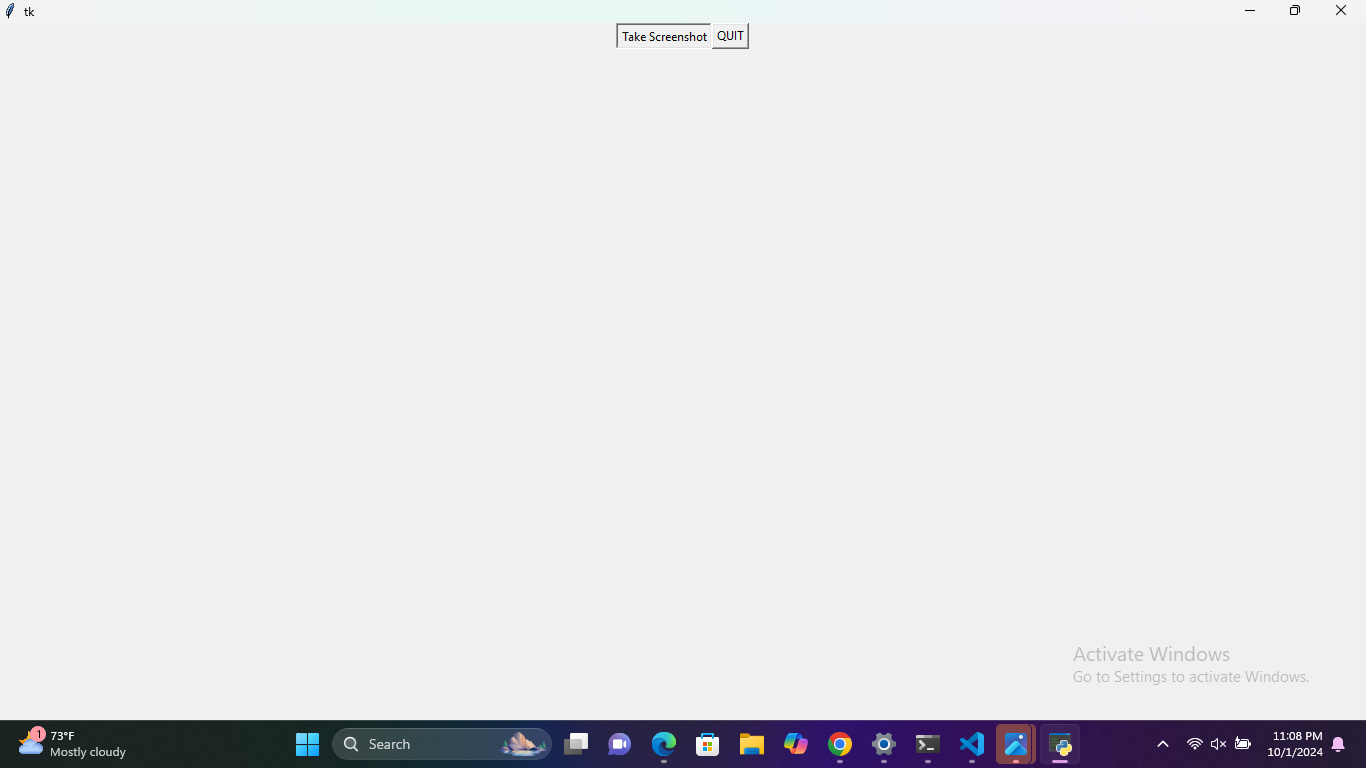 tk
Take Screenshot
QUIT
Activate Windows
Go to Settings to activate Windows.
1
73°F
Mostly cloudy
Search
11:08 PM
10/1/2024